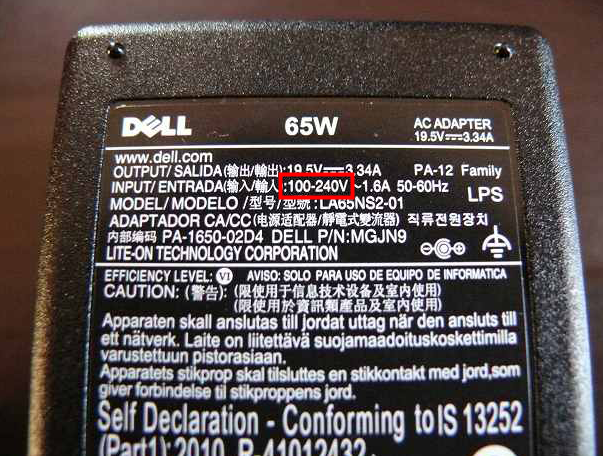 DELL 65W AC ADAPTER
19.5V⎓3.34A
www.dell.com
OUTPUT/SALIDA(输出/輸出):19.5V⎓3.34A PA-12 Family
INPUT/ENTRADA(输入/輸入):100-240V~1.6A 50-60Hz
LPS
MODEL/MODELO/型号/型號:LA65NS2-01
ADAPTADOR CA/CC(电源适配器/靜電式變流器) 직류전원장치
内部编码 PA-1650-02D4 DELL P/N:MGJN9
LITE-ON TECHNOLOGY CORPORATION
EFFICIENCY LEVEL: VI AVISO: SOLO PARA USO DE EQUIPO DE INFORMATICA
CAUTION: (警告): (限使用于信息技术设备及室内使用)
(限使用於資訊類產品及室內使用)
Apparaten skall anslutas till jordat uttag når den ansluts till
ett nätverk. Laite on liitettävä suojamaadoituskoskettimilla
varustettuun pistorasiaan.
Apparatets stikprop skal tilsluttes en stikkontakt med jord,som
giver forbindelse til stikproppens jord.
Self Declaration - Conforming to IS 13252
(Part1): 2010, R-41012432